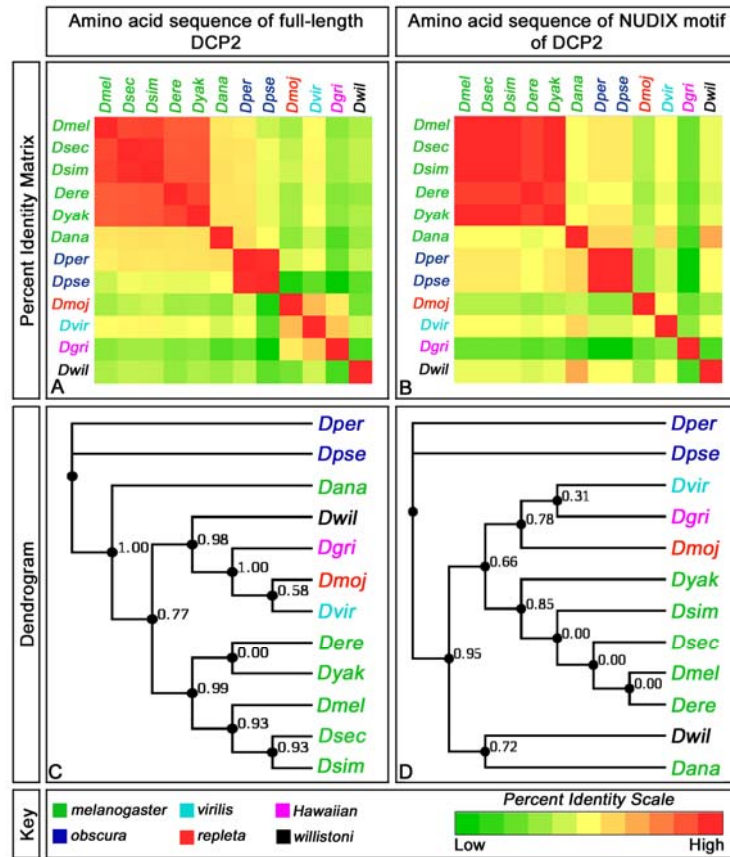 Amino acid sequence of full-length
DCP2
Amino acid sequence of NUDIX motif
of DCP2
Percent Identity Matrix
Dmel
Dsec
Dsim
Dere
Dyak
Dana
Dper
Dpse
Dmoj
Dvir
Dgri
Dwil
Dmel
Dsec
Dsim
Dere
Dyak
Dana
Dper
Dpse
Dmoj
Dvir
Dgri
Dwil
A
Dmel
Dsec
Dsim
Dere
Dyak
Dana
Dper
Dpse
Dmoj
Dvir
Dgri
Dwil
Dmel
Dsec
Dsim
Dere
Dyak
Dana
Dper
Dpse
Dmoj
Dvir
Dgri
Dwil
B
Dendrogram
Dper
Dpse
Dana
Dwil
Dgri
Dmoj
Dvir
Dere
Dyak
Dmel
Dsec
Dsim
1.00
0.98
1.00
0.58
0.77
0.00
0.99
0.93
0.93
C
Dper
Dpse
Dvir
Dgri
Dmoj
Dyak
Dsim
Dsec
Dmel
Dere
Dwil
Dana
0.31
0.78
0.66
0.85
0.00
0.00
0.00
0.95
0.72
D
Key
melanogaster
virilis
Hawaiian
obscura
repleta
willistoni
Percent Identity Scale
Low
High